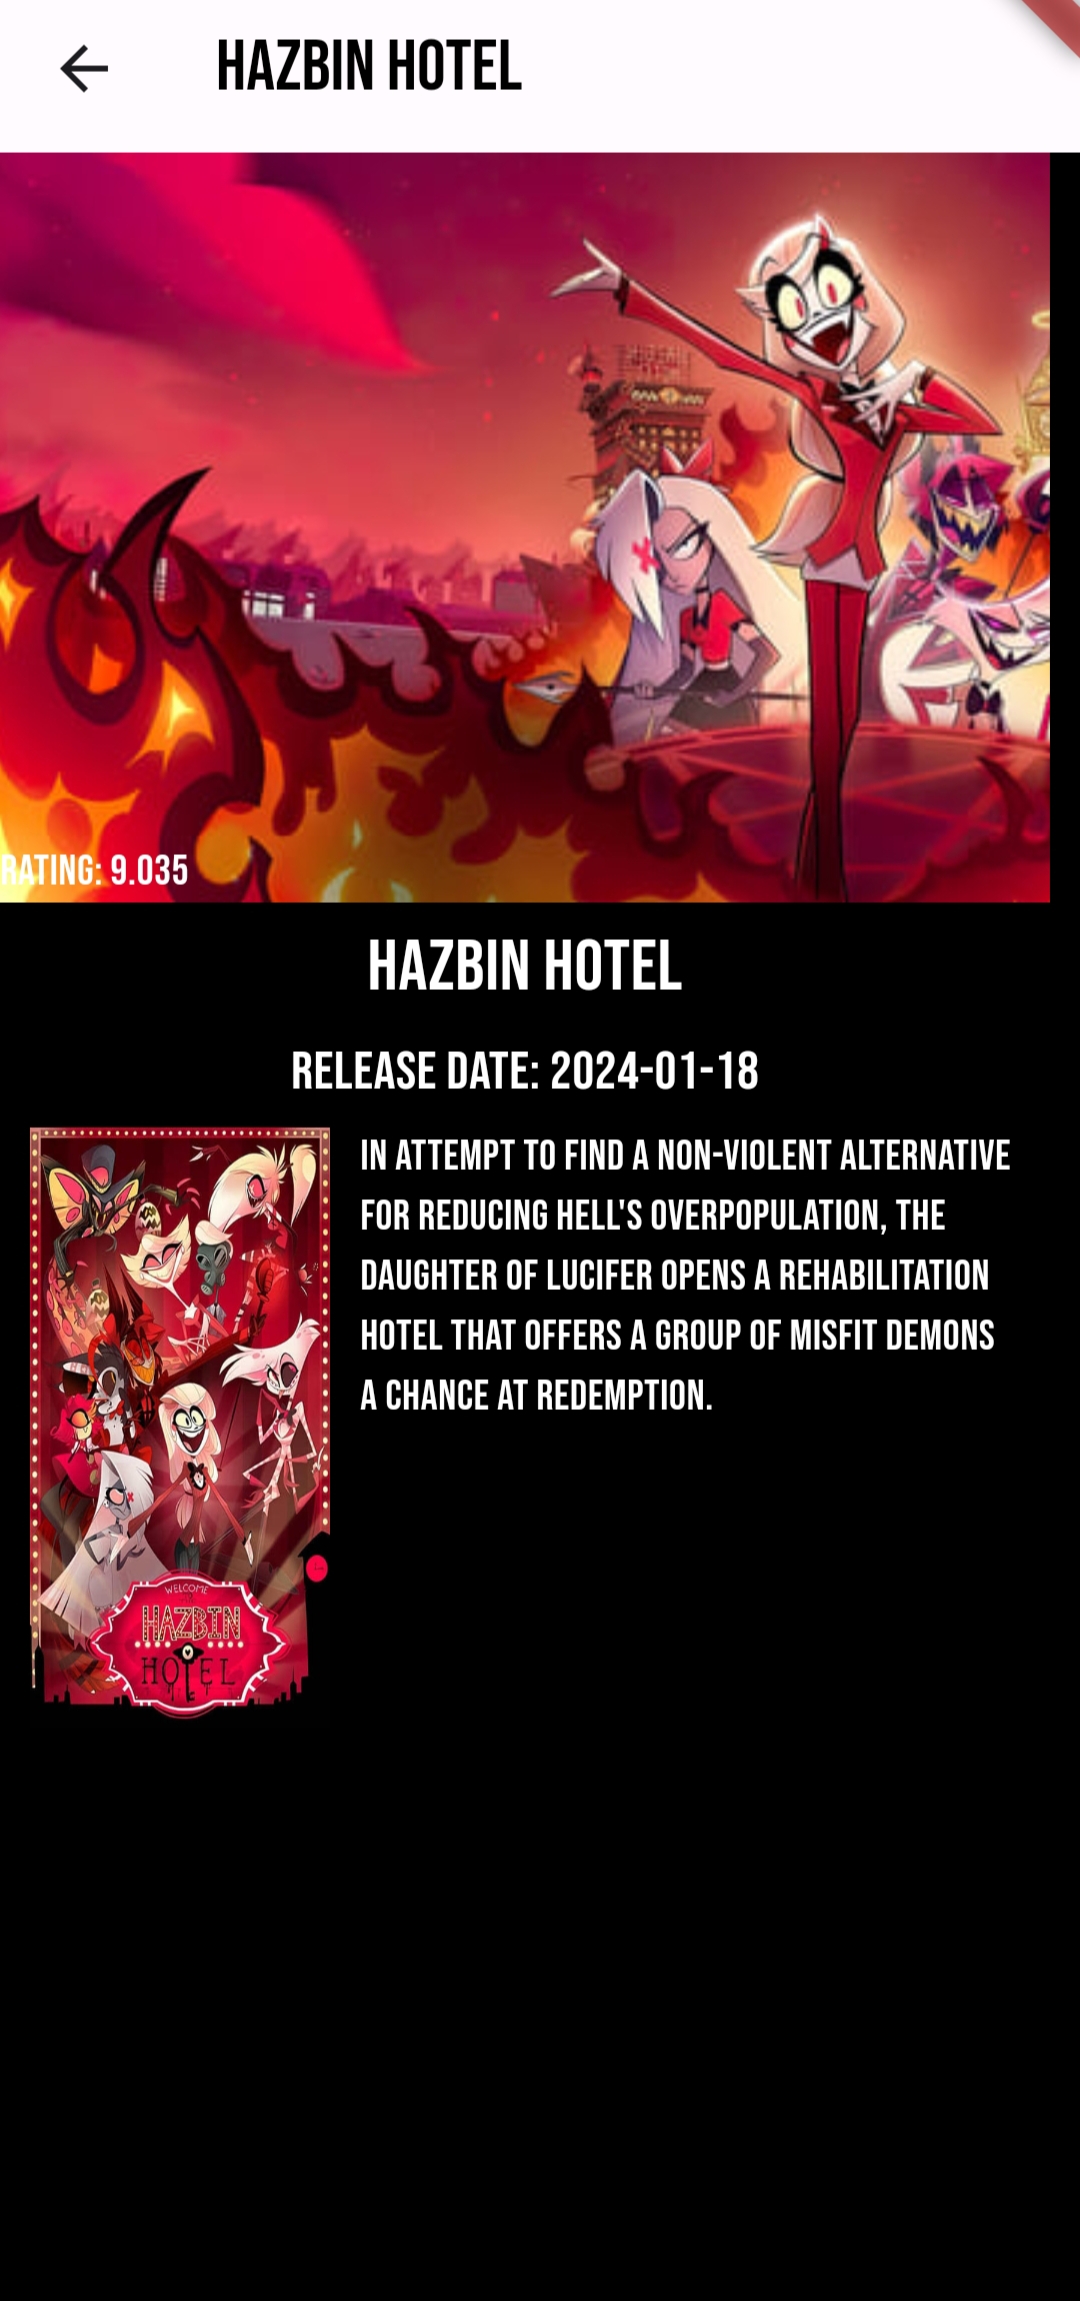 HAZBIN HOTEL
RATING: 9.035
HAZBIN HOTEL
RELEASE DATE: 2024-01-18
IN ATTEMPT TO FIND A NON-VIOLENT ALTERNATIVE
FOR REDUCING HELL'S OVERPOPULATION, THE
DAUGHTER OF LUCIFER OPENS A REHABILITATION
HOTEL THAT OFFERS A GROUP OF MISFIT DEMONS
A CHANCE AT REDEMPTION.
WELCOME
HAZBIN
HOTEL